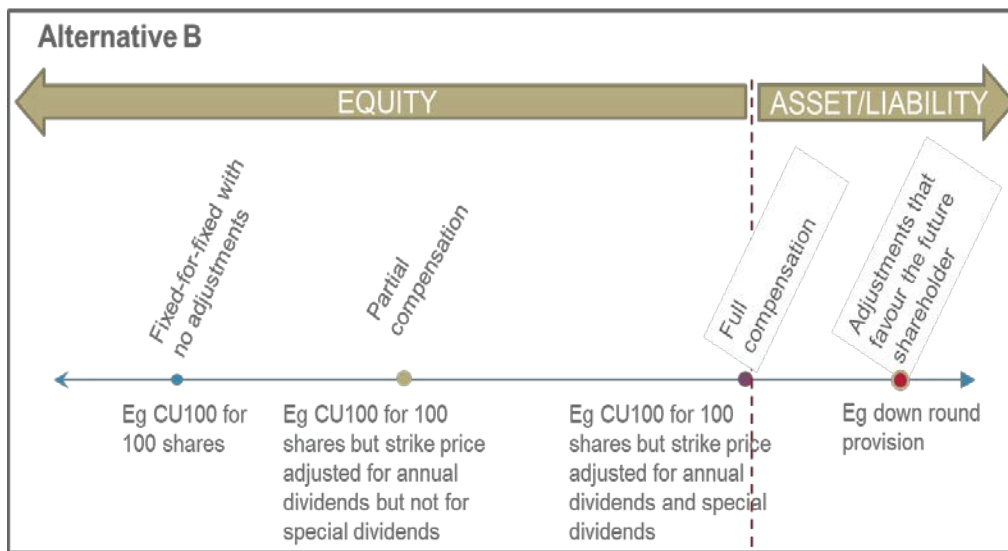 Alternative B
EQUITY
ASSET/LIABILITY
Fixed-for-fixed with
no adjustments
Partial
compensation
Full
compensation
Adjustments that
favour the future
shareholder
Eg CU100 for
100 shares
Eg CU100 for 100
shares but strike price
adjusted for annual
dividends but not for
special dividends
Eg CU100 for 100
shares but strike price
adjusted for annual
dividends and special
dividends
Eg down round
provision